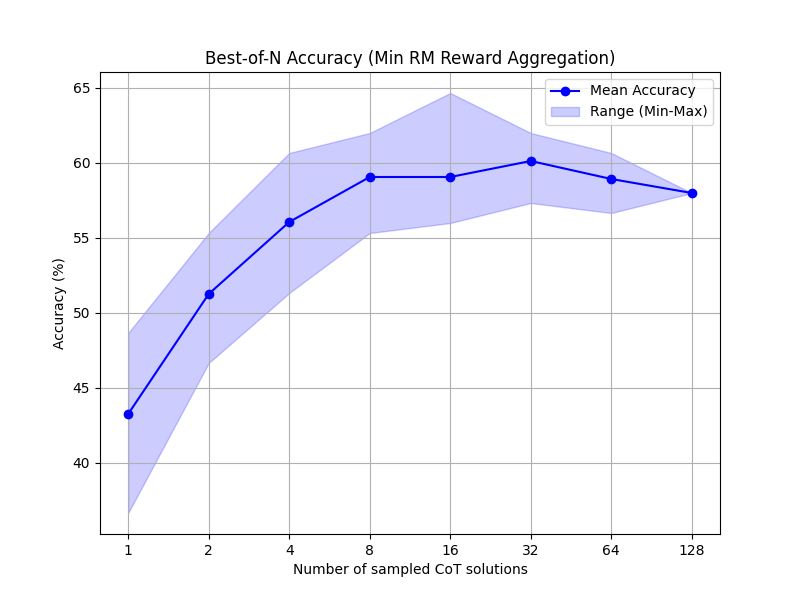 Best-of-N Accuracy (Min RM Reward Aggregation)
Mean Accuracy
Range (Min-Max)
Accuracy (%)
65
60
55
50
45
40
1 2 4 8 16 32 64 128
Number of sampled CoT solutions